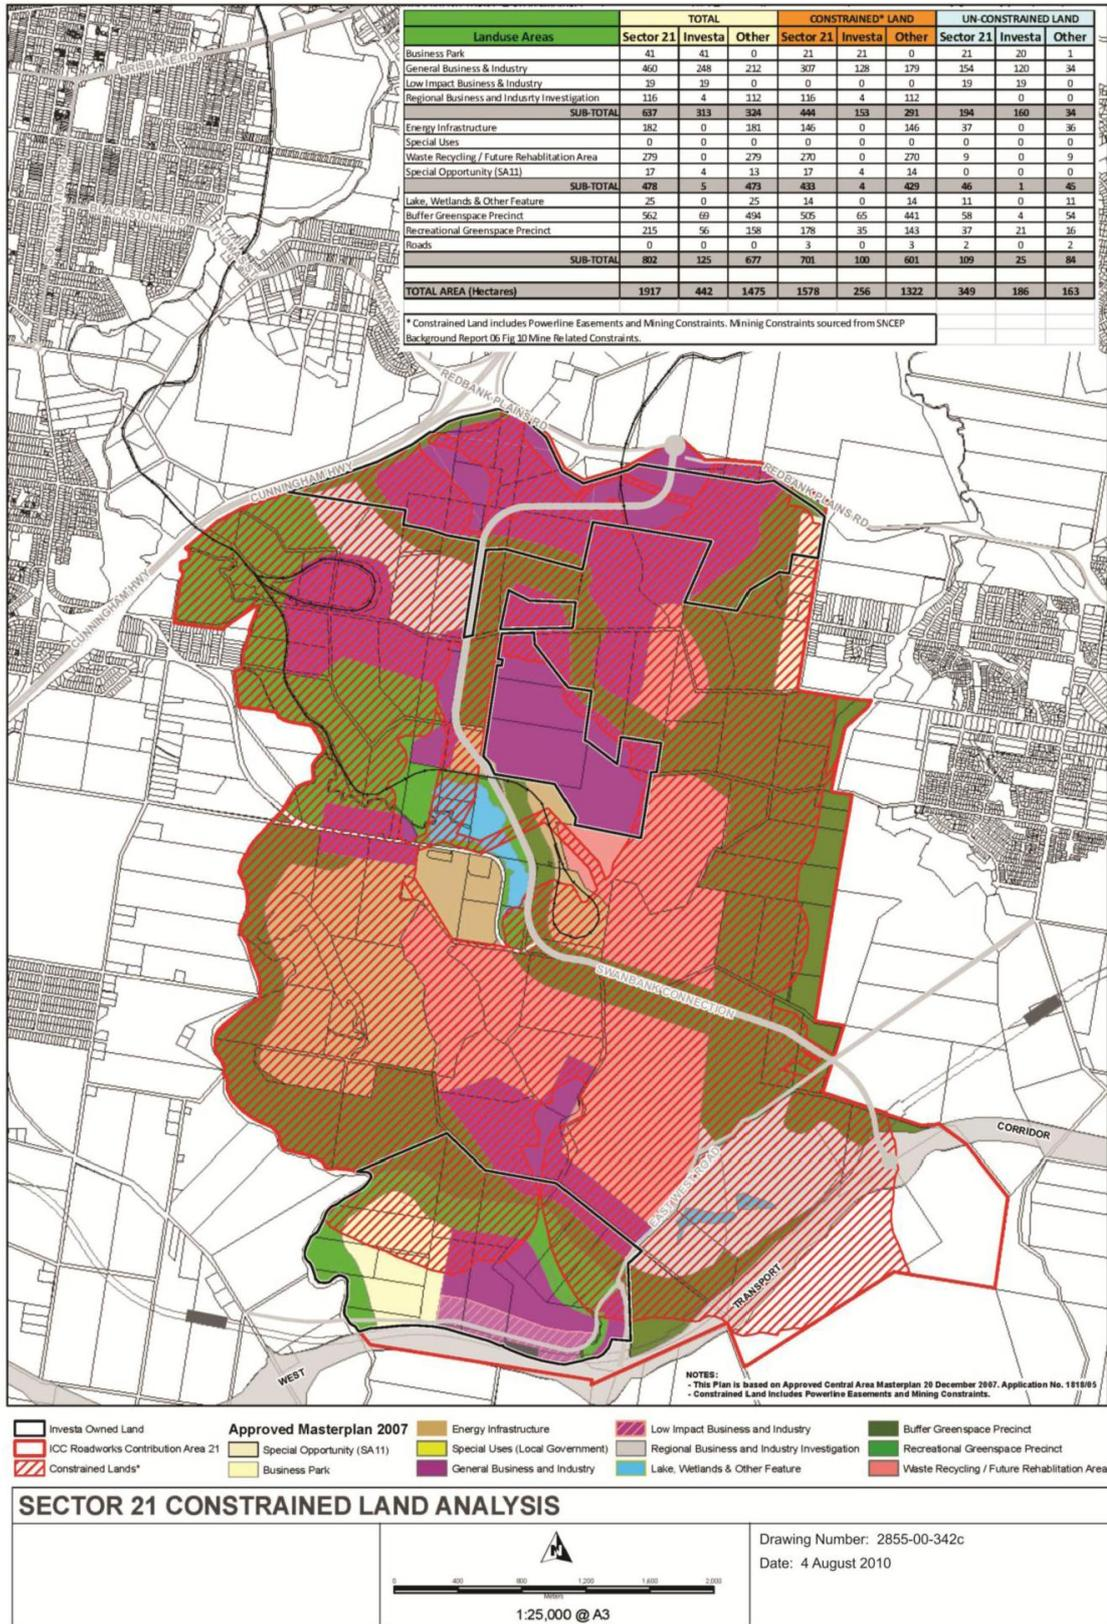 TOTAL CONSTRAINED* LAND UN-CONSTRAINED LAND
Landuse Areas Sector 21 Investa Other Sector 21 Investa Other Sector 21 Investa Other
Business Park 41 41 0 21 21 0 21 20 1
General Business & Industry 460 248 212 307 128 179 154 120 34
Low Impact Business & Industry 19 19 0 0 0 0 19 19 0
Regional Business and Indusrty Investigation 116 4 112 116 4 112 0 0
SUB-TOTAL 637 313 324 444 153 291 194 160 34
Energy Infrastructure 182 0 181 146 0 146 37 0 36
Special Uses 0 0 0 0 0 0 0 0 0
Waste Recycling / Future Rehablitation Area 279 0 279 270 0 270 9 0 9
Special Opportunity (SA11) 17 4 13 17 4 14 0 0 0
SUB-TOTAL 478 5 473 433 4 429 46 1 45
Lake, Wetlands & Other Feature 25 0 25 14 0 14 11 0 11
Buffer Greenspace Precinct 562 69 494 505 65 441 58 4 54
Recreational Greenspace Precinct 215 56 158 178 35 143 37 21 16
Roads 0 0 0 3 0 3 2 0 2
SUB-TOTAL 802 125 677 701 100 601 109 25 84
TOTAL AREA (Hectares) 1917 442 1475 1578 256 1322 349 186 163
* Constrained Land includes Powerline Easements and Mining Constraints. Mininig Constraints sourced from SNCEP
Background Report 06 Fig 10 Mine Related Constraints.
BRISBANE RD
REDBANK PLAINS RD
CUNNINGHAM HWY
REDBANK PLAINS RD
CUNNINGHAM HWY
SWANBANK CONNECTION
CORRIDOR
EAST WEST ROAD
TRANSPORT
WEST
NOTES:
- This Plan is based on Approved Central Area Masterplan 20 December 2007. Application No. 1818/05
- Constrained Land Includes Powerline Easements and Mining Constraints.
Investa Owned Land
ICC Roadworks Contribution Area 21
Constrained Lands*
Approved Masterplan 2007
Special Opportunity (SA11)
Business Park
Energy Infrastructure
Special Uses (Local Government)
General Business and Industry
Low Impact Business and Industry
Regional Business and Industry Investigation
Lake, Wetlands & Other Feature
Buffer Greenspace Precinct
Recreational Greenspace Precinct
Waste Recycling / Future Rehablitation Area
SECTOR 21 CONSTRAINED LAND ANALYSIS
0 400 800 1,200 1,600 2,000
Meters
1:25,000 @ A3
Drawing Number: 2855-00-342c
Date: 4 August 2010